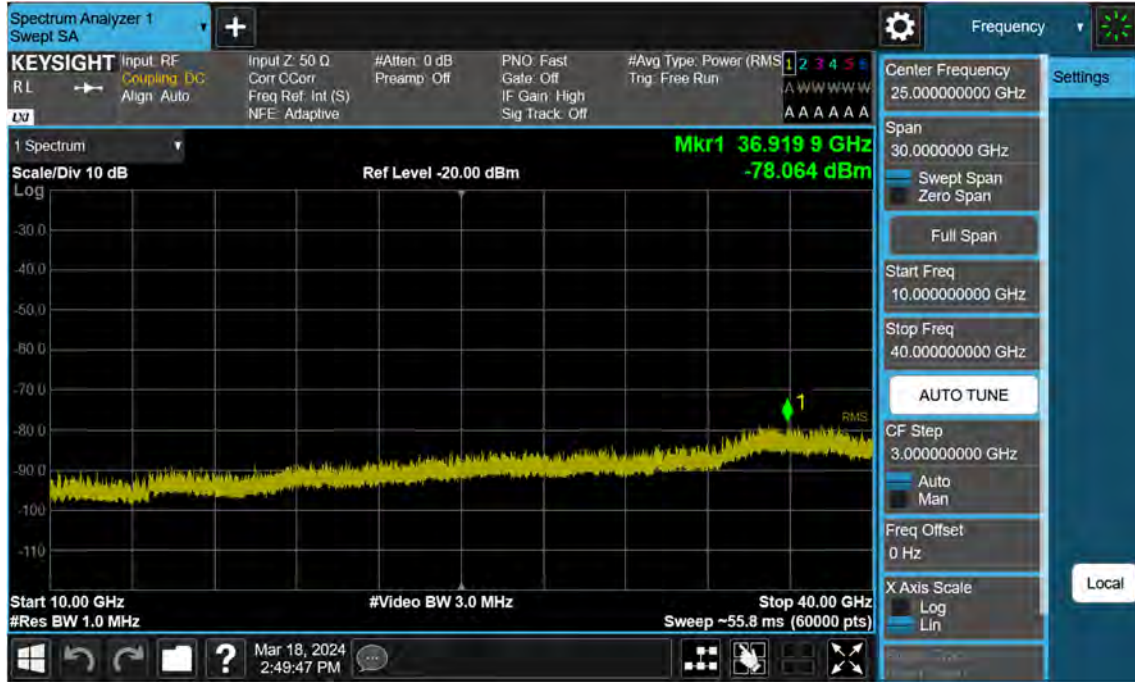 Spectrum Analyzer 1
Swept SA
+
Frequency
KEYSIGHT
RL
LXI
Input: RF
Coupling: DC
Align: Auto
Input Z: 50 Ω
Corr CCorr
Freq Ref: Int (S)
NFE: Adaptive
#Atten: 0 dB
Preamp: Off
PNO: Fast
Gate: Off
IF Gain: High
Sig Track: Off
#Avg Type: Power (RMS
Trig: Free Run
1 2 3 4 5 6
A W W W W W
A A A A A A
Center Frequency
25.000000000 GHz
Settings
1 Spectrum
Mkr1 36.919 9 GHz
-78.064 dBm
Scale/Div 10 dB
Ref Level -20.00 dBm
Log
-30.0
-40.0
-50.0
-60.0
-70.0
-80.0
-90.0
-100
-110
1
RMS
Span
30.0000000 GHz
Swept Span
Zero Span
Full Span
Start Freq
10.000000000 GHz
Stop Freq
40.000000000 GHz
AUTO TUNE
CF Step
3.000000000 GHz
Auto
Man
Freq Offset
0 Hz
X Axis Scale
Log
Lin
Local
Start 10.00 GHz
#Video BW 3.0 MHz
Stop 40.00 GHz
#Res BW 1.0 MHz
Sweep ~55.8 ms (60000 pts)
?
Mar 18, 2024
2:49:47 PM